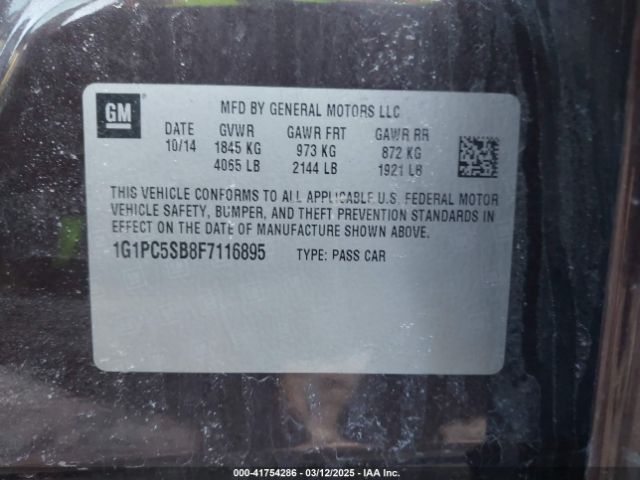 GM
MFD BY GENERAL MOTORS LLC
DATE GVWR GAWR FRT GAWR RR
10/14 1845 KG 973 KG 872 KG
4065 LB 2144 LB 1921 LB
THIS VEHICLE CONFORMS TO ALL APPLICABLE U.S. FEDERAL MOTOR
VEHICLE SAFETY, BUMPER, AND THEFT PREVENTION STANDARDS IN
EFFECT ON THE DATE OF MANUFACTURE SHOWN ABOVE.
1G1PC5SB8F7116895 TYPE: PASS CAR
000-41754286 - 03/12/2025 - IAA Inc.